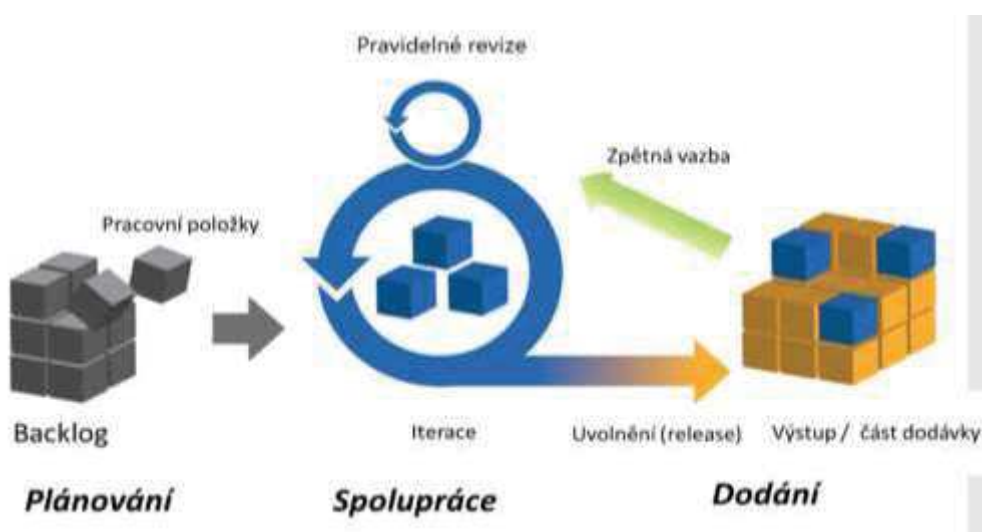 Pravidelné revize
Zpětná vazba
Pracovní položky
Backlog
Iterace
Uvolnění (release)
Výstup / část dodávky
Plánování
Spolupráce
Dodání